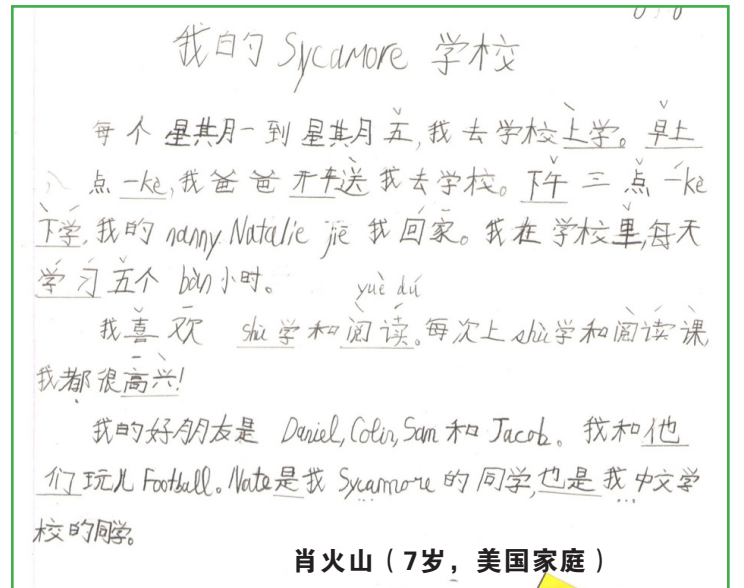 我的 Sycamore 学校
每个星其月一到星其月五,我去学校上学。早上
八点一kè,我爸爸开车送我去学校。下午三点一kè
下学,我的 nanny Natalie jiē 我回家。我在学校里,每天
学习五个 bàn 小时。
yuè dú
我喜欢 shù 学和阅读。每次上 shù 学和阅读课
我都很高兴!
我的好朋友是 Daniel, Colin, Sam 和 Jacob。我和他
们玩儿 Football。Nate 是我 Sycamore 的同学,也是我中文学
校的同学。
肖火山(7岁,美国家庭)